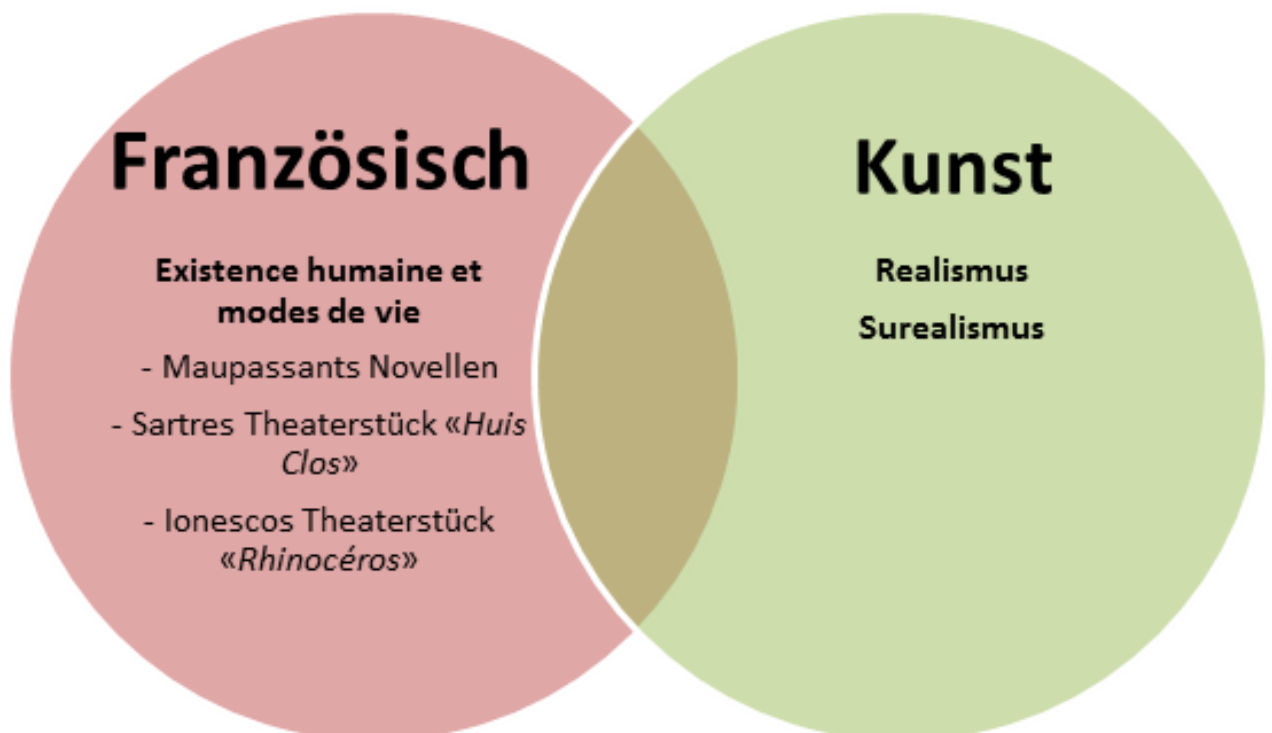 Französisch
Existence humaine et
modes de vie
- Maupassants Novellen
- Sartres Theaterstück «Huis
Clos»
- Ionescos Theaterstück
«Rhinocéros»
Kunst
Realismus
Surealismus